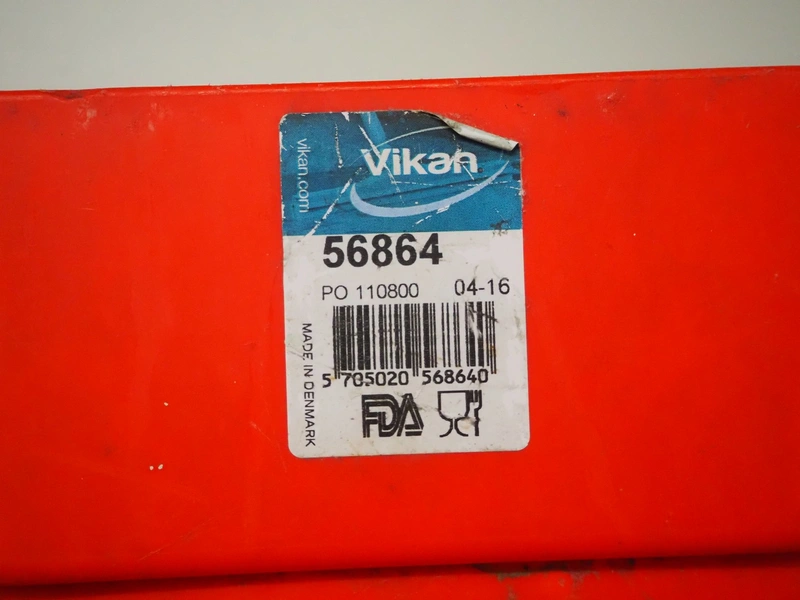 vikan.com
Vikan
56864
PO 110800 04-16
MADE IN DENMARK
5 705020 568640
FDA